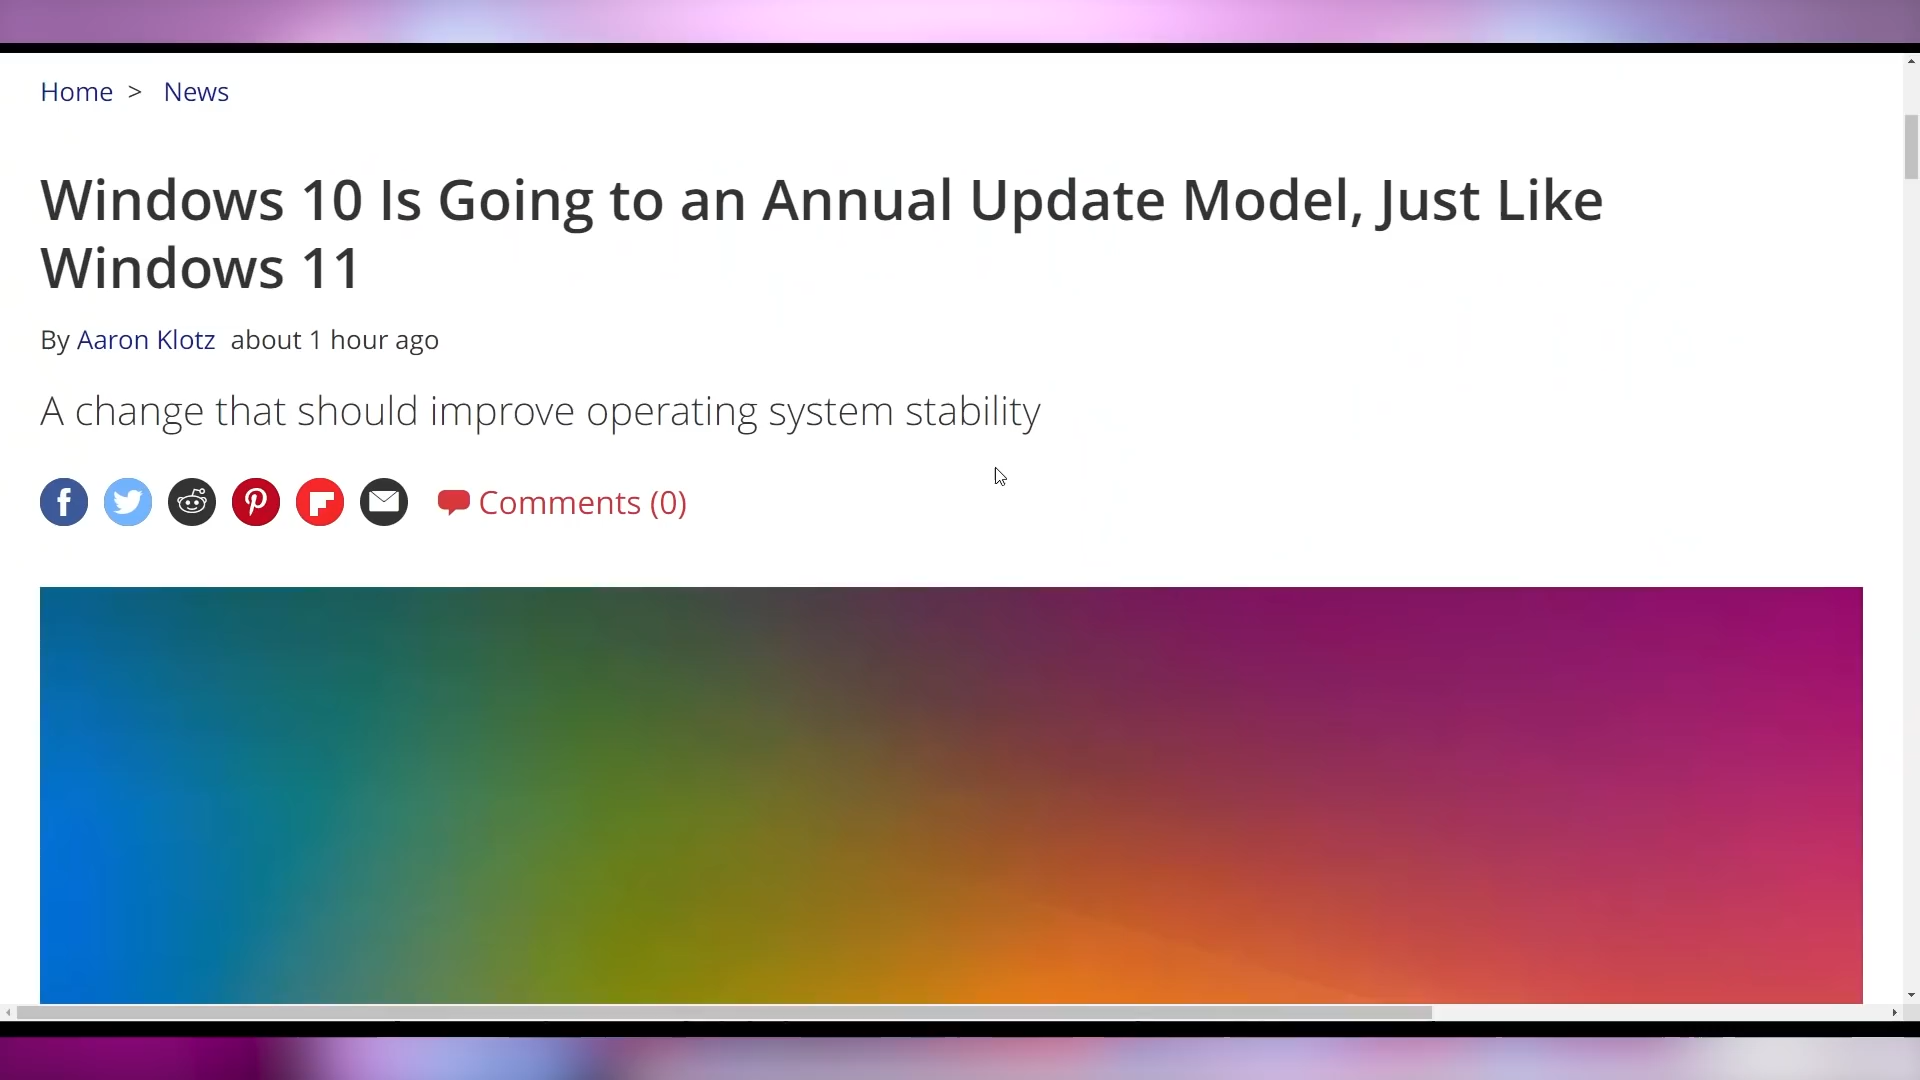 Home > News
Windows 10 Is Going to an Annual Update Model, Just Like
Windows 11
By Aaron Klotz about 1 hour ago
A change that should improve operating system stability
Comments (0)